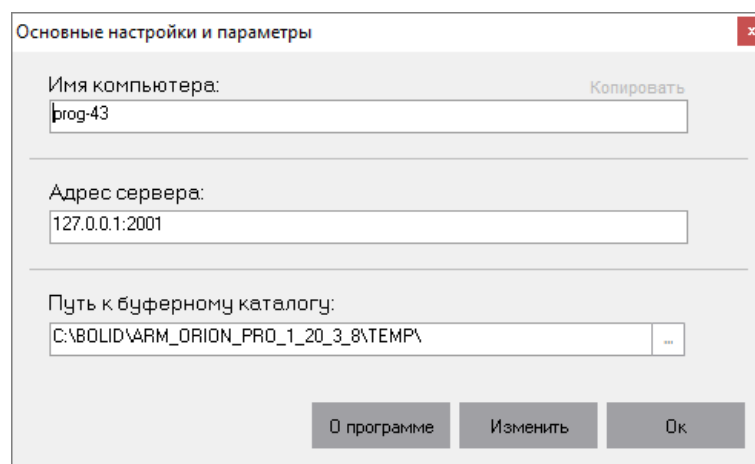 Основные настройки и параметры
x
Имя компьютера:
Копировать
prog-43
Адрес сервера:
127.0.0.1:2001
Путь к буферному каталогу:
C:\BOLID\ARM_ORION_PRO_1_20_3_8\TEMP\
...
О программе
Изменить
Ок